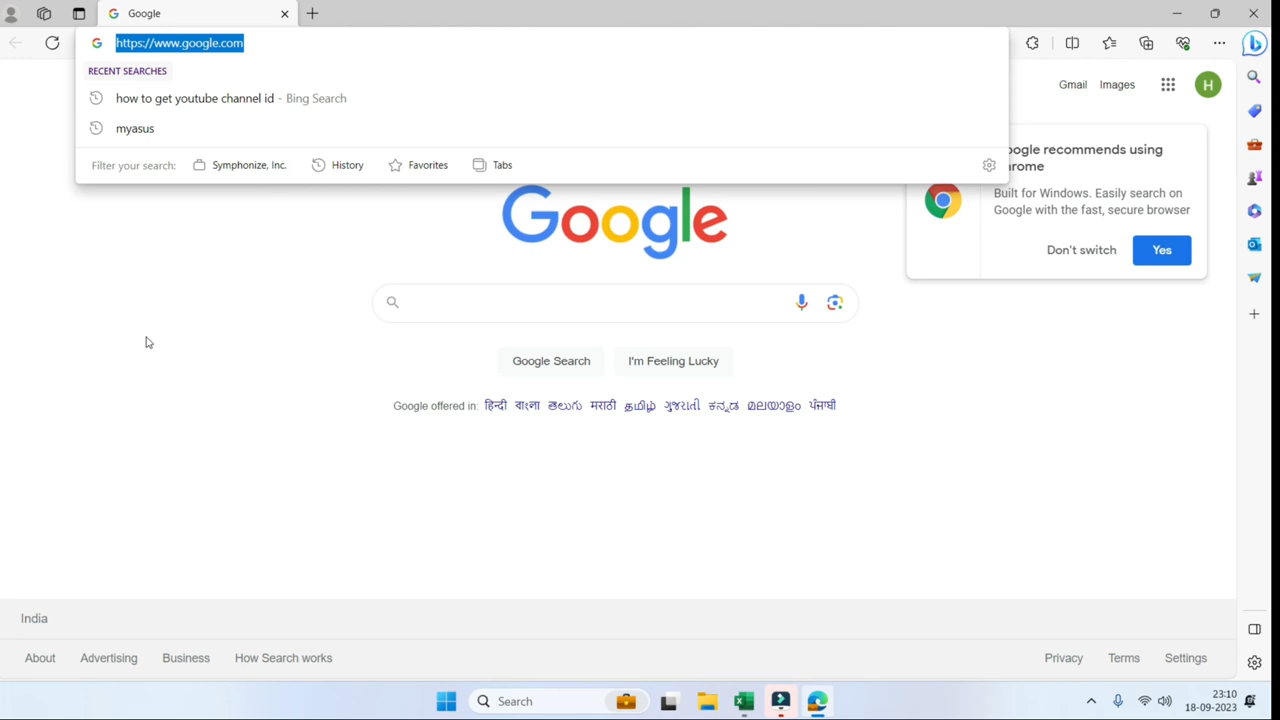 Google
https://www.google.com
RECENT SEARCHES
how to get youtube channel id - Bing Search
myasus
Filter your search: Symphonize, Inc. History Favorites Tabs
Gmail Images H
oogle recommends using
rome
Built for Windows. Easily search on
Google with the fast, secure browser
Don't switch Yes
Google
Google Search I'm Feeling Lucky
Google offered in: हिन्दी বাংলা తెలుగు मराठी தமிழ் ગુજરાતી ಕನ್ನಡ മലയാളം ਪੰਜਾਬੀ
India
About Advertising Business How Search works Privacy Terms Settings
Search
23:10
18-09-2023